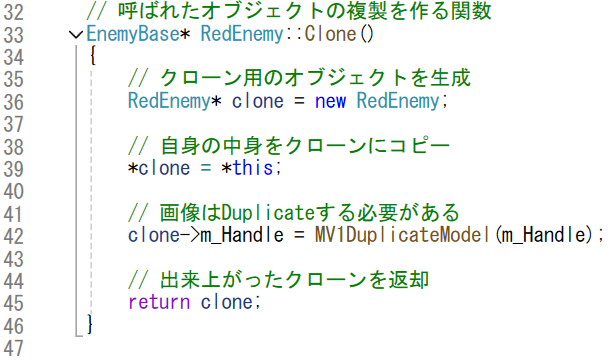 32 // 呼ばれたオブジェクトの複製を作る関数
33 EnemyBase* RedEnemy::Clone()
34 {
35 // クローン用のオブジェクトを生成
36 RedEnemy* clone = new RedEnemy;
37
38 // 自身の中身をクローンにコピー
39 *clone = *this;
40
41 // 画像はDuplicateする必要がある
42 clone->m_Handle = MV1DuplicateModel(m_Handle);
43
44 // 出来上がったクローンを返却
45 return clone;
46 }
47